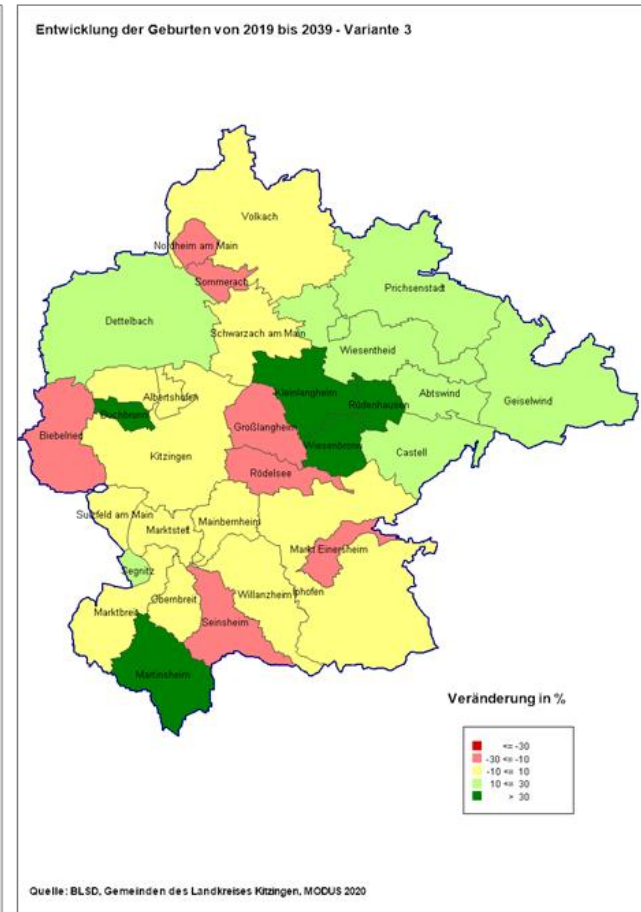 Entwicklung der Geburten von 2019 bis 2039 - Variante 3
Volkach
Nordheim am Main
Sommerach
Prichsenstadt
Dettelbach
Schwarzach am Main
Wiesentheid
Kleinlangheim
Abtswind
Albertshofen
Rüdenhausen
Geiselwind
Buchbrunn
Großlangheim
Biebelried
Wiesenbronn
Castell
Kitzingen
Rödelsee
Sulzfeld am Main
Mainbernheim
Marktsteft
Markt Einersheim
Segnitz
Iphofen
Willanzheim
Obernbreit
Marktbreit
Seinsheim
Martinsheim
Veränderung in %
<= -30
-30 <= -10
-10 <= 10
10 <= 30
> 30
Quelle: BLSD, Gemeinden des Landkreises Kitzingen, MODUS 2020